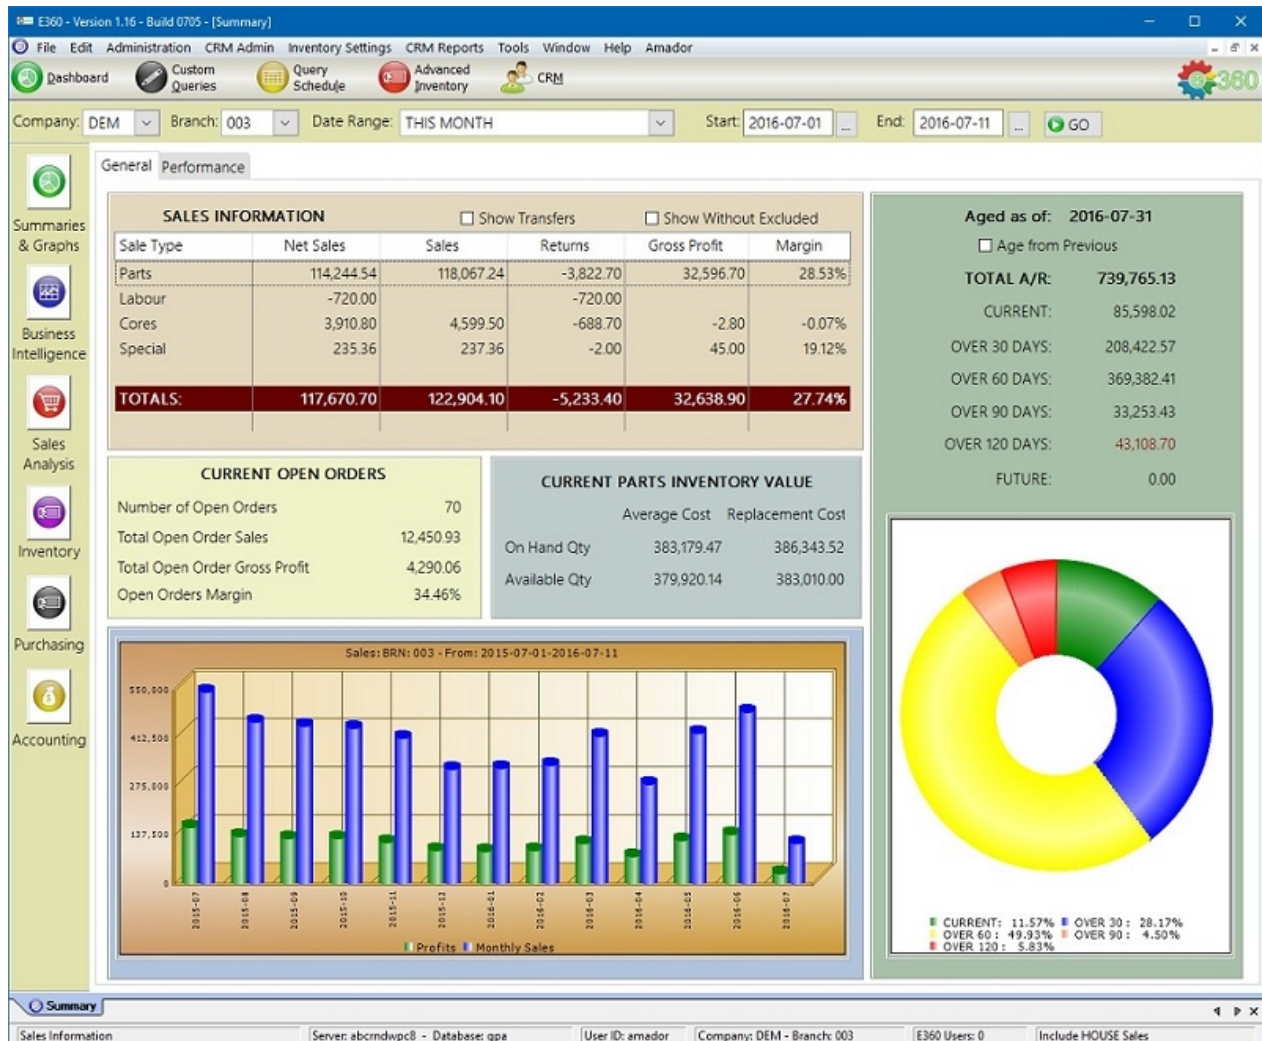 E360 - Version 1.16 - Build 0705 - [Summary]
File Edit Administration CRM Admin Inventory Settings CRM Reports Tools Window Help Amador
Dashboard Custom Queries Query Schedule Advanced Inventory CRM 360
Company: DEM Branch: 003 Date Range: THIS MONTH Start: 2016-07-01 ... End: 2016-07-11 ... GO
Summaries & Graphs
Business Intelligence
Sales Analysis
Inventory
Purchasing
Accounting
General Performance
SALES INFORMATION Show Transfers Show Without Excluded
Sale Type Net Sales Sales Returns Gross Profit Margin
Parts 114,244.54 118,067.24 -3,822.70 32,596.70 28.53%
Labour -720.00 -720.00
Cores 3,910.80 4,599.50 -688.70 -2.80 -0.07%
Special 235.36 237.36 -2.00 45.00 19.12%
TOTALS: 117,670.70 122,904.10 -5,233.40 32,638.90 27.74%
CURRENT OPEN ORDERS
Number of Open Orders 70
Total Open Order Sales 12,450.93
Total Open Order Gross Profit 4,290.06
Open Orders Margin 34.46%
CURRENT PARTS INVENTORY VALUE
Average Cost Replacement Cost
On Hand Qty 383,179.47 386,343.52
Available Qty 379,920.14 383,010.00
Sales: BRN: 003 - From: 2015-07-01-2016-07-11
550,000
412,500
275,000
137,500
0
2015-07 2015-08 2015-09 2015-10 2015-11 2015-12 2016-01 2016-02 2016-03 2016-04 2016-05 2016-06 2016-07
Profits Monthly Sales
Aged as of: 2016-07-31
Age from Previous
TOTAL A/R: 739,765.13
CURRENT: 85,598.02
OVER 30 DAYS: 208,422.57
OVER 60 DAYS: 369,382.41
OVER 90 DAYS: 33,253.43
OVER 120 DAYS: 43,108.70
FUTURE: 0.00
CURRENT: 11.57% OVER 30 : 28.17%
OVER 60 : 49.93% OVER 90 : 4.50%
OVER 120 : 5.83%
Summary
Sales Information Server: abcrndwpc8 - Database: gpa User ID: amador Company: DEM - Branch: 003 E360 Users: 0 Include HOUSE Sales